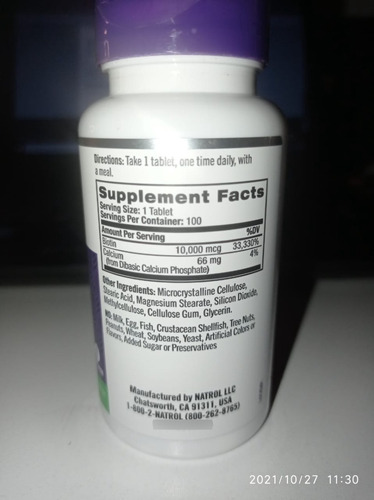 Directions: Take 1 tablet, one time daily, with
a meal.
Supplement Facts
Serving Size: 1 Tablet
Servings Per Container: 100
Amount Per Serving %DV
Biotin 10,000 mcg 33,330%
Calcium 66 mg 4%
(from Dibasic Calcium Phosphate)
Other Ingredients: Microcrystalline Cellulose,
Stearic Acid, Magnesium Stearate, Silicon Dioxide,
Methylcellulose, Cellulose Gum, Glycerin.
NO: Milk, Egg, Fish, Crustacean Shellfish, Tree Nuts,
Peanuts, Wheat, Soybeans, Yeast, Artificial Colors or
Flavors, Added Sugar or Preservatives
Manufactured by NATROL LLC
Chatsworth, CA 91311, USA
1-800-2-NATROL (800-262-8765)
2021/10/27 11:30